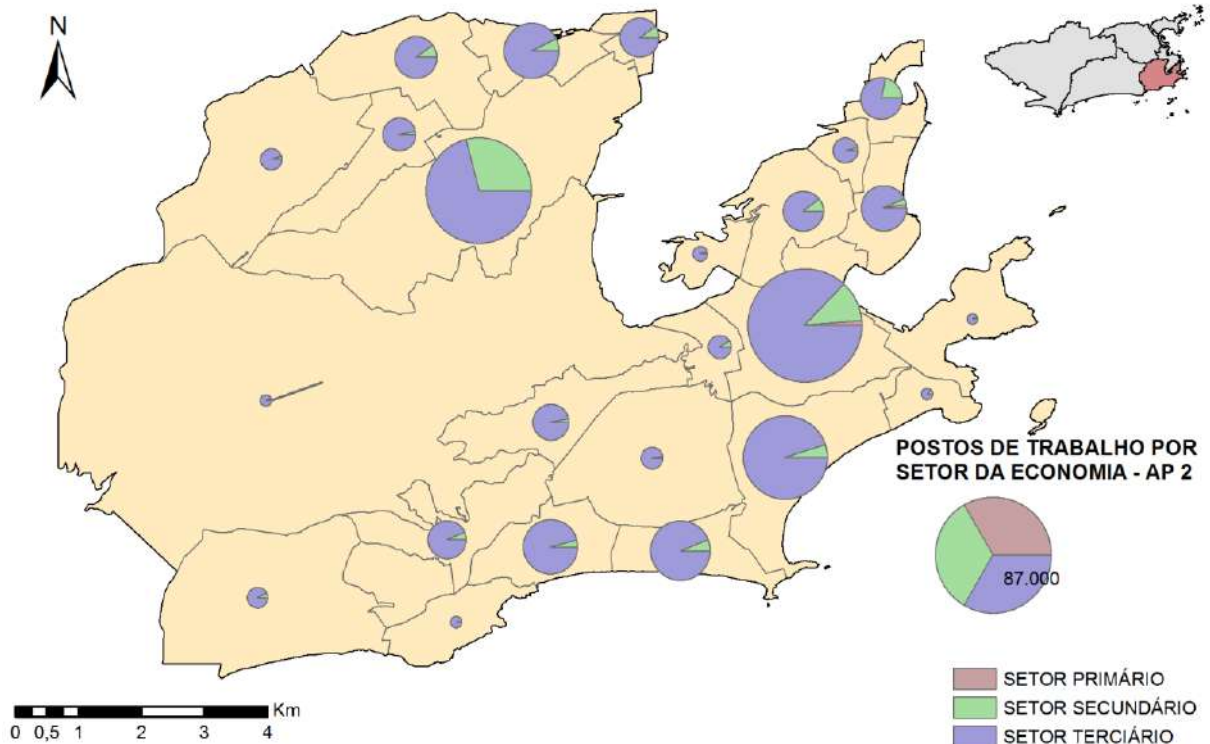 N
POSTOS DE TRABALHO POR
SETOR DA ECONOMIA - AP 2
87.000
SETOR PRIMÁRIO
SETOR SECUNDÁRIO
SETOR TERCIÁRIO
Km
0 0,5 1 2 3 4